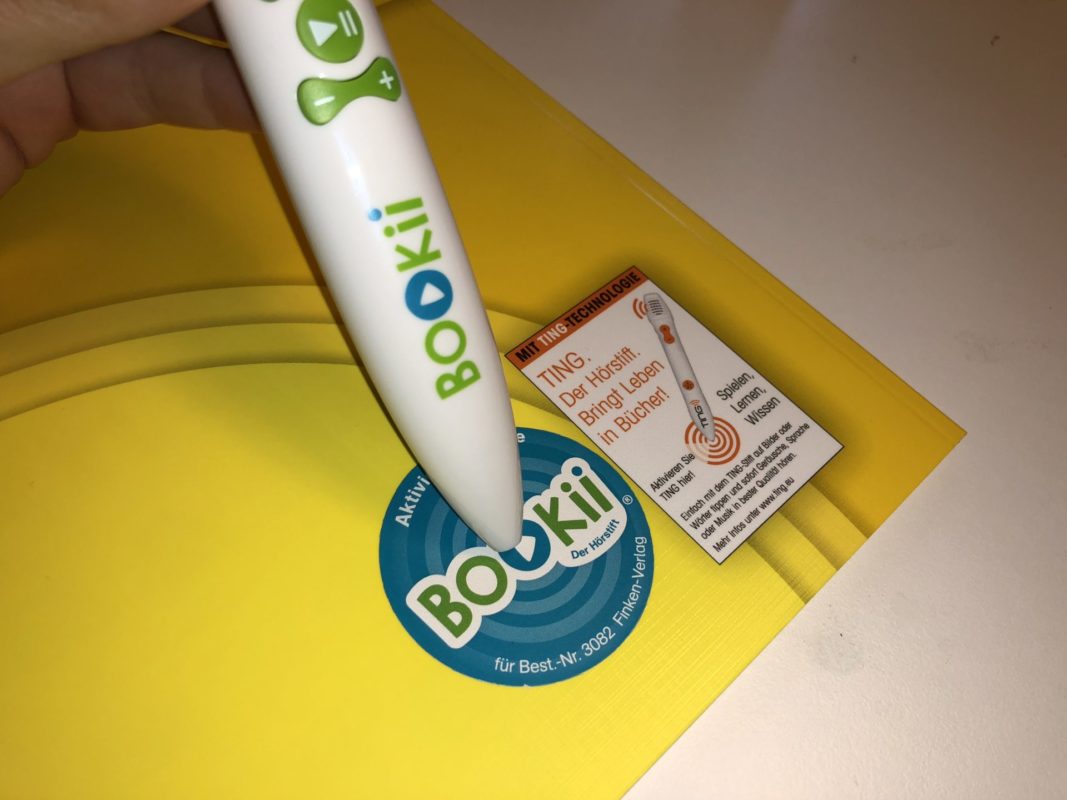 BOOKii
Aktivi
BOOKii®
Der Hörstift
für Best.-Nr. 3082 Finken-Verlag
MIT TING-TECHNOLOGIE
TING.
Der Hörstift.
Bringt Leben
in Bücher!
TING
Spielen,
Lernen,
Wissen
Aktivieren Sie
TING hier!
Einfach mit dem TING-Stift auf Bilder oder
Wörter tippen und sofort Geräusche, Sprache
oder Musik in bester Qualität hören.
Mehr Infos unter www.ting.eu